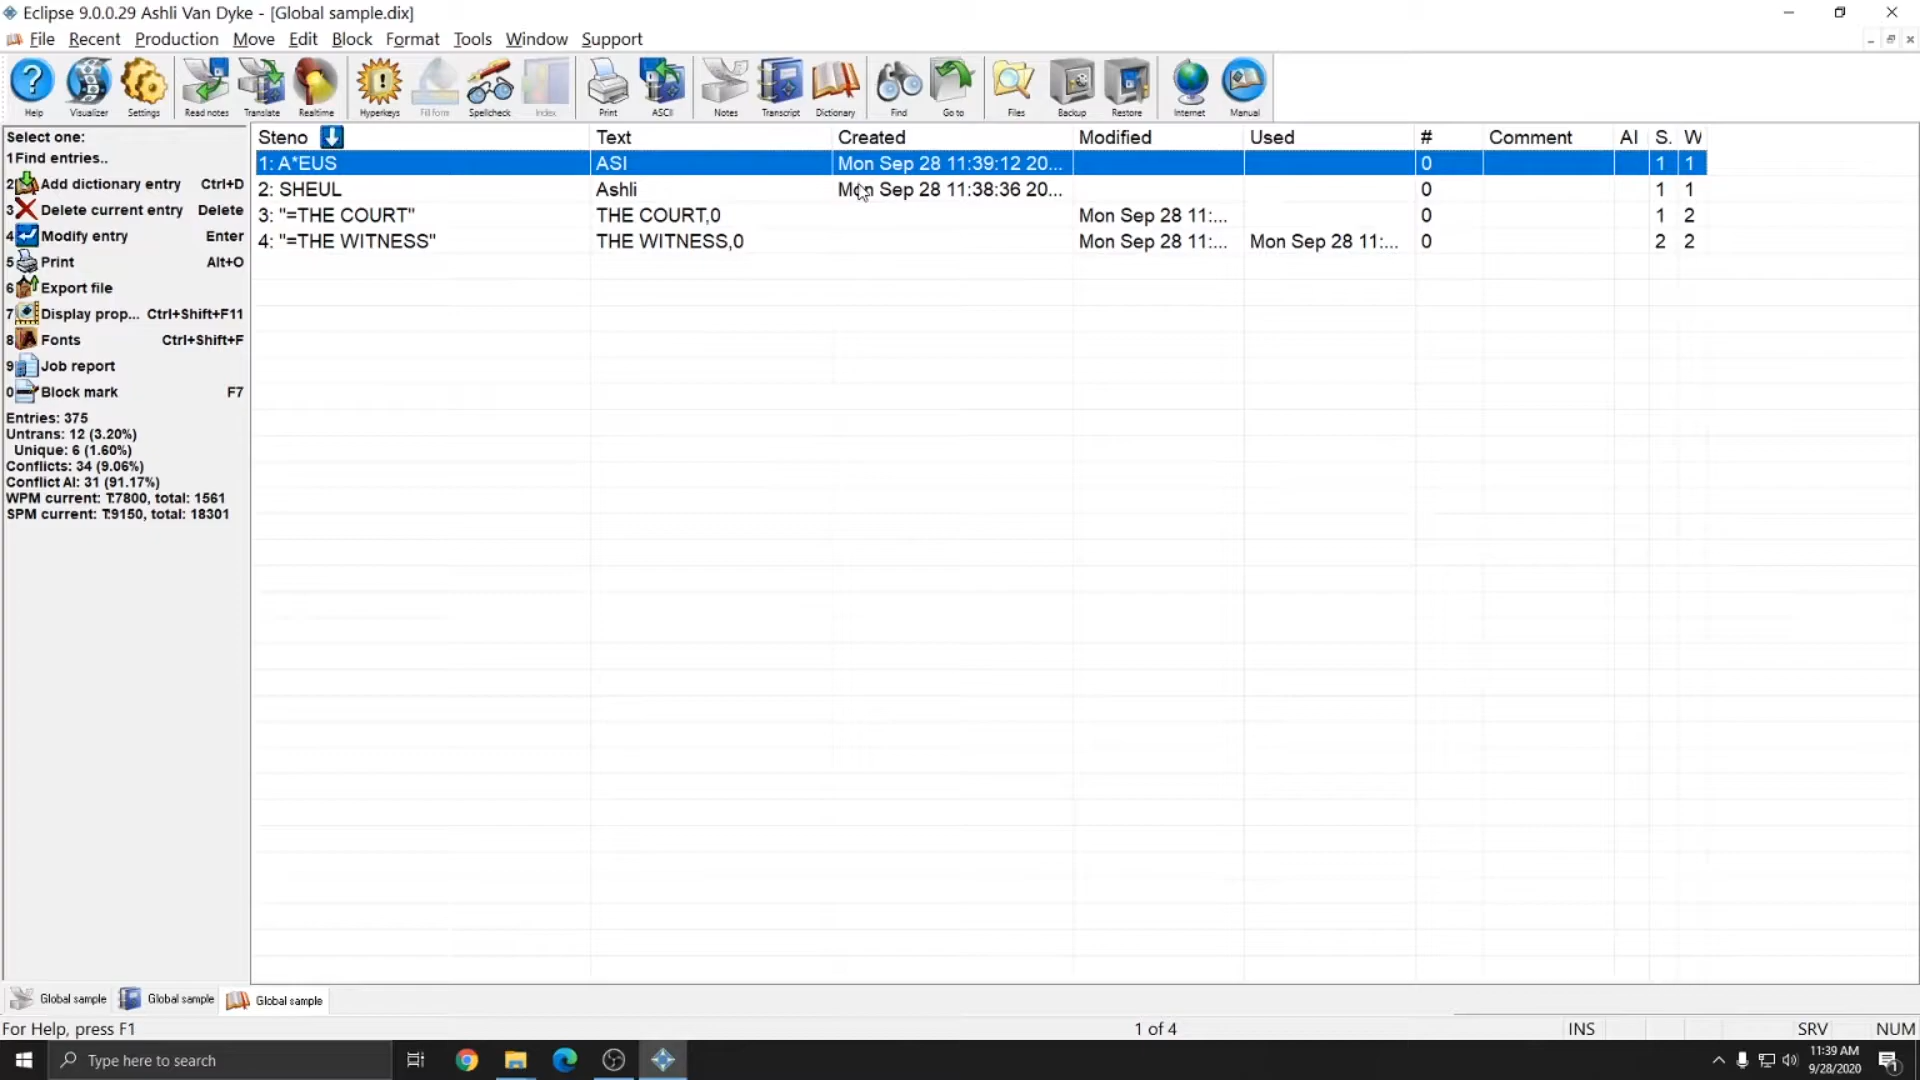 Eclipse 9.0.0.29 Ashli Van Dyke - [Global sample.dix]
File Recent Production Move Edit Block Format Tools Window Support
Help Visualizer Settings Read notes Translate Realtime Hyperkeys Fill form Spellcheck Index Print ASCII Notes Transcript Dictionary Find Go to Files Backup Restore Internet Manual
Select one:
1 Find entries..
2 Add dictionary entry Ctrl+D
3 Delete current entry Delete
4 Modify entry Enter
5 Print Alt+O
6 Export file
7 Display prop... Ctrl+Shift+F11
8 Fonts Ctrl+Shift+F
9 Job report
0 Block mark F7
Entries: 375
Untrans: 12 (3.20%)
Unique: 6 (1.60%)
Conflicts: 34 (9.06%)
Conflict AI: 31 (91.17%)
WPM current: T:7800, total: 1561
SPM current: T:9150, total: 18301
Steno Text Created Modified Used # Comment AI S. W
1: A*EUS ASI Mon Sep 28 11:39:12 20... 0 1 1
2: SHEUL Ashli Mon Sep 28 11:38:36 20... 0 1 1
3: "=THE COURT" THE COURT,0 Mon Sep 28 11:... 0 1 2
4: "=THE WITNESS" THE WITNESS,0 Mon Sep 28 11:... Mon Sep 28 11:... 0 2 2
Global sample Global sample Global sample
For Help, press F1 1 of 4 INS SRV NUM
Type here to search
11:39 AM
9/28/2020
1